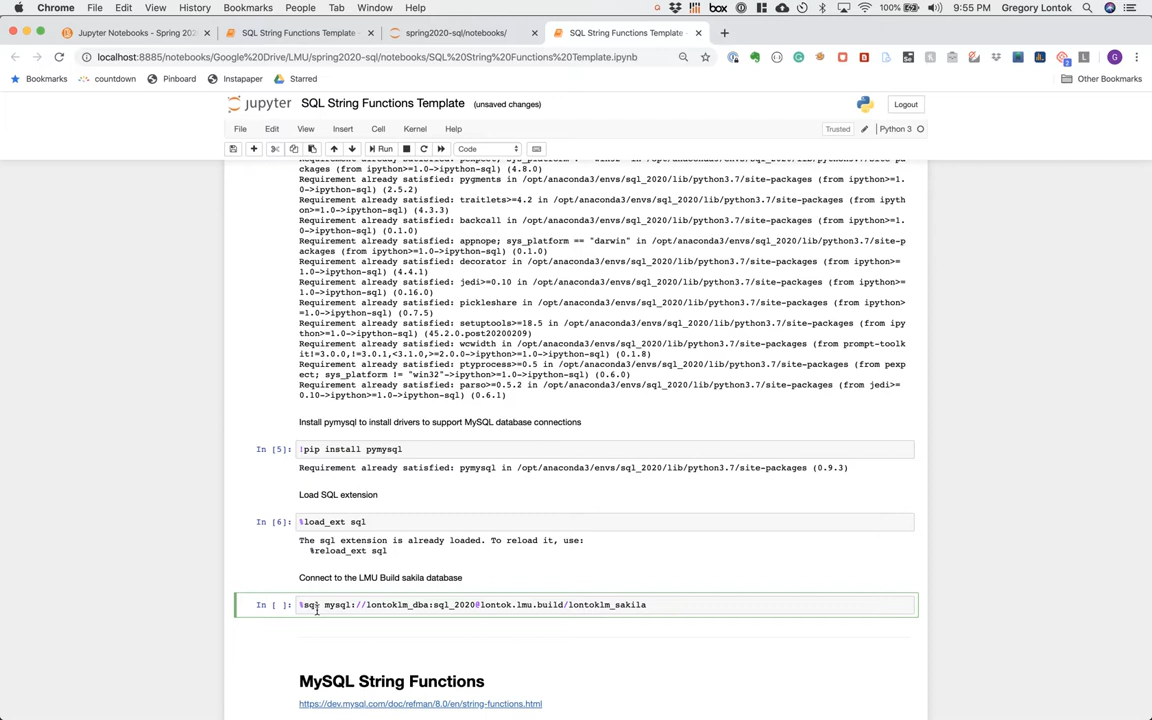 Chrome File Edit View History Bookmarks People Tab Window Help 100% 9:55 PM Gregory Lontok
Jupyter Notebooks - Spring 202 × SQL String Functions Template × spring2020-sql/notebooks/ × SQL String Functions Template × +
localhost:8885/notebooks/Google%20Drive/LMU/spring2020-sql/notebooks/SQL%20String%20Functions%20Template.ipynb
Bookmarks countdown Pinboard Instapaper Starred Other Bookmarks
jupyter SQL String Functions Template (unsaved changes) Logout
File Edit View Insert Cell Kernel Help Trusted Python 3
Run Code
ckages (from ipython>=1.0->ipython-sql) (4.8.0)
Requirement already satisfied: pygments in /opt/anaconda3/envs/sql_2020/lib/python3.7/site-packages (from ipython>=1.
0->ipython-sql) (2.5.2)
Requirement already satisfied: traitlets>=4.2 in /opt/anaconda3/envs/sql_2020/lib/python3.7/site-packages (from ipyth
on>=1.0->ipython-sql) (4.3.3)
Requirement already satisfied: backcall in /opt/anaconda3/envs/sql_2020/lib/python3.7/site-packages (from ipython>=1.
0->ipython-sql) (0.1.0)
Requirement already satisfied: appnope; sys_platform == "darwin" in /opt/anaconda3/envs/sql_2020/lib/python3.7/site-p
ackages (from ipython>=1.0->ipython-sql) (0.1.0)
Requirement already satisfied: decorator in /opt/anaconda3/envs/sql_2020/lib/python3.7/site-packages (from ipython>=
1.0->ipython-sql) (4.4.1)
Requirement already satisfied: jedi>=0.10 in /opt/anaconda3/envs/sql_2020/lib/python3.7/site-packages (from ipython>=
1.0->ipython-sql) (0.16.0)
Requirement already satisfied: pickleshare in /opt/anaconda3/envs/sql_2020/lib/python3.7/site-packages (from ipython>
=1.0->ipython-sql) (0.7.5)
Requirement already satisfied: setuptools>=18.5 in /opt/anaconda3/envs/sql_2020/lib/python3.7/site-packages (from ipy
thon>=1.0->ipython-sql) (45.2.0.post20200209)
Requirement already satisfied: wcwidth in /opt/anaconda3/envs/sql_2020/lib/python3.7/site-packages (from prompt-toolk
it!=3.0.0,!=3.0.1,<3.1.0,>=2.0.0->ipython>=1.0->ipython-sql) (0.1.8)
Requirement already satisfied: ptyprocess>=0.5 in /opt/anaconda3/envs/sql_2020/lib/python3.7/site-packages (from pexp
ect; sys_platform != "win32"->ipython>=1.0->ipython-sql) (0.6.0)
Requirement already satisfied: parso>=0.5.2 in /opt/anaconda3/envs/sql_2020/lib/python3.7/site-packages (from jedi>=
0.10->ipython>=1.0->ipython-sql) (0.6.1)
Install pymysql to install drivers to support MySQL database connections
In [5]: !pip install pymysql
Requirement already satisfied: pymysql in /opt/anaconda3/envs/sql_2020/lib/python3.7/site-packages (0.9.3)
Load SQL extension
In [6]: %load_ext sql
The sql extension is already loaded. To reload it, use:
%reload_ext sql
Connect to the LMU Build sakila database
In [ ]: %sql mysql://lontoklm_dba:sql_2020@lontok.lmu.build/lontoklm_sakila
MySQL String Functions
https://dev.mysql.com/doc/refman/8.0/en/string-functions.html